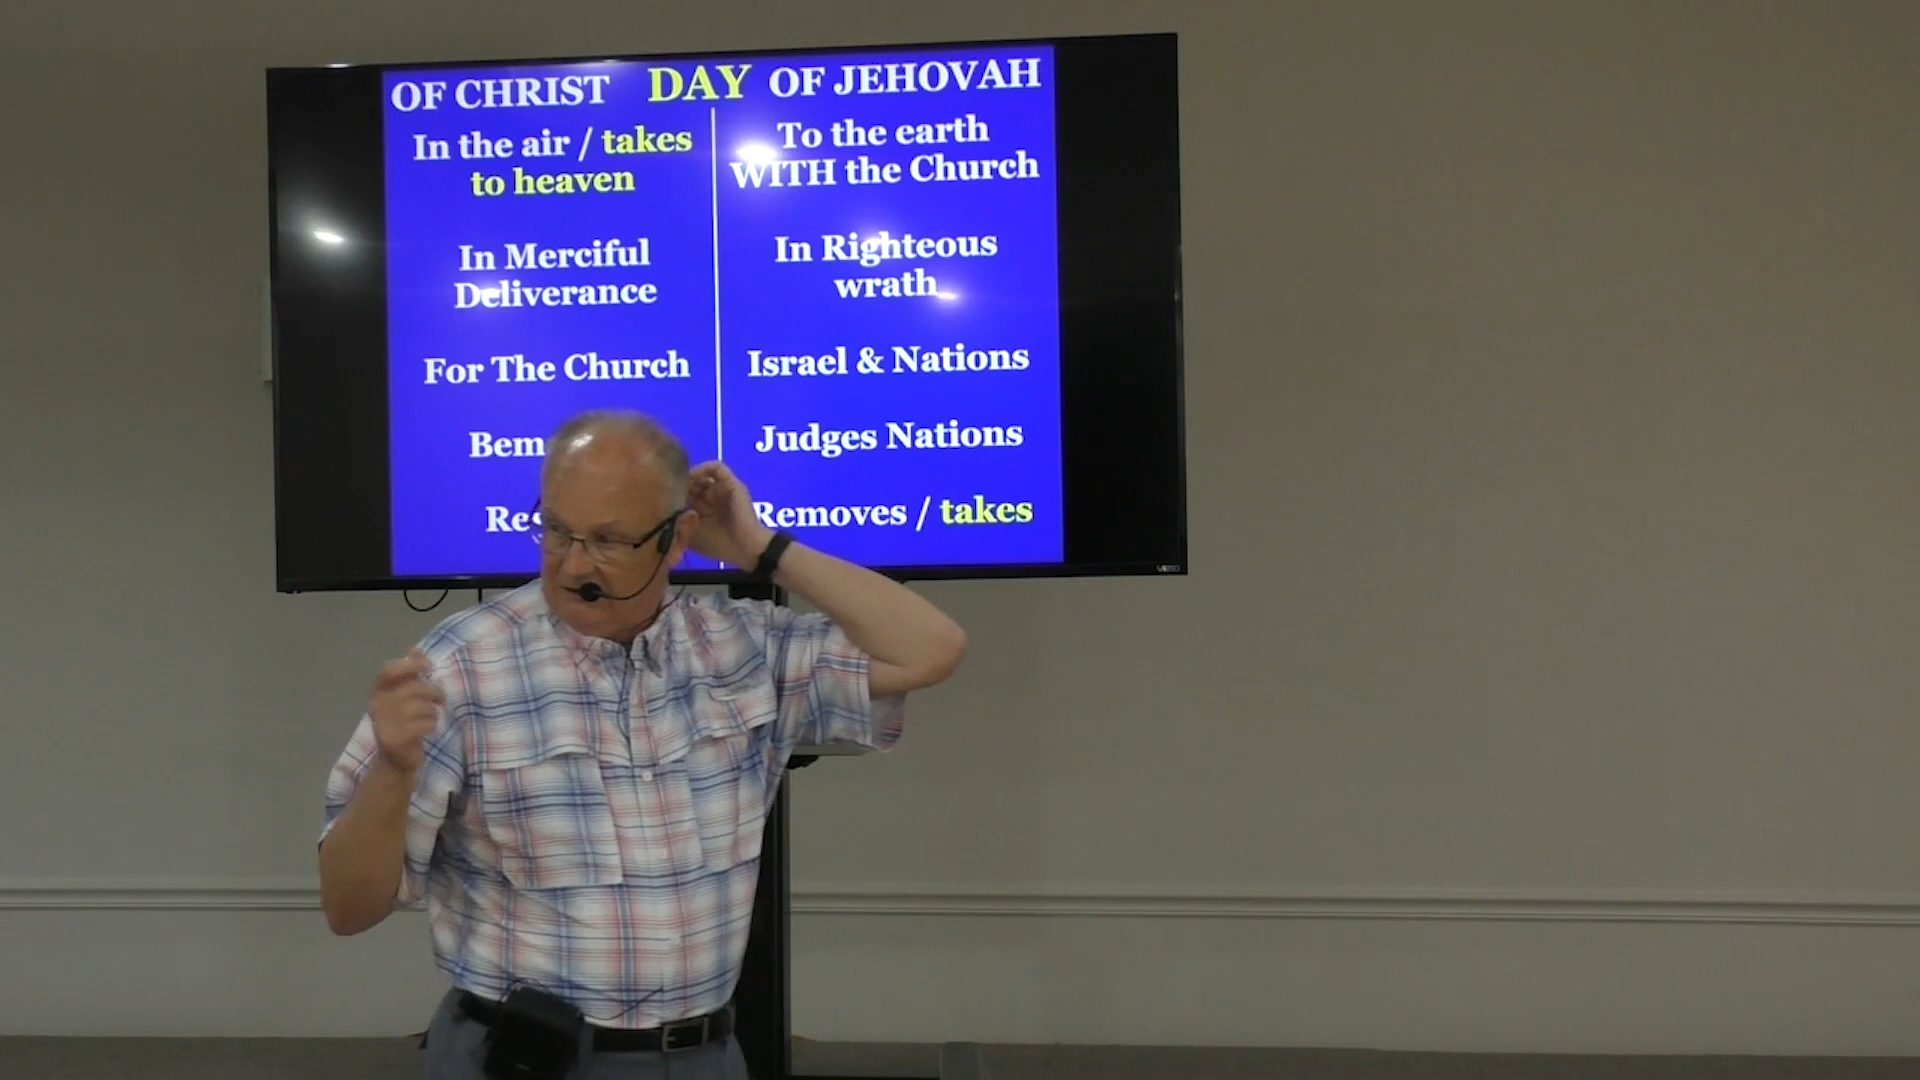 OF CHRIST DAY OF JEHOVAH
In the air / takes
to heaven
In Merciful
Deliverance
For The Church
To the earth
WITH the Church
In Righteous
wrath
Israel & Nations
Judges Nations
Removes / takes
VIZIO